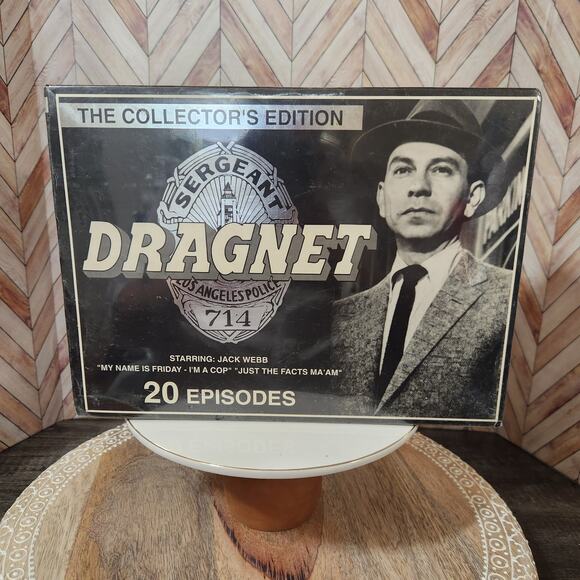 THE COLLECTOR'S EDITION
SERGEANT
DRAGNET
LOS ANGELES POLICE
714
STARRING: JACK WEBB
"MY NAME IS FRIDAY - I'M A COP" "JUST THE FACTS MA'AM"
20 EPISODES